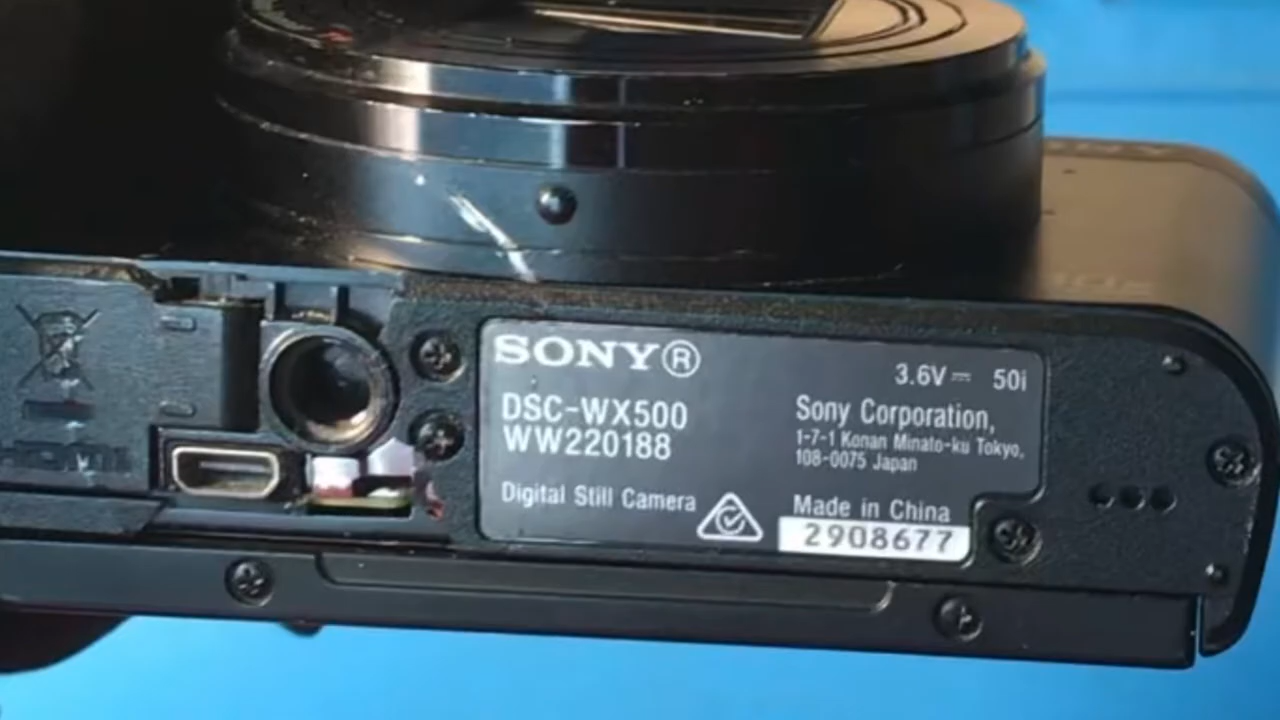 SONY®
3.6V⎓ 50i
DSC-WX500
WW220188
Sony Corporation,
1-7-1 Konan Minato-ku Tokyo,
108-0075 Japan
Digital Still Camera
Made in China
2908677
HDMI